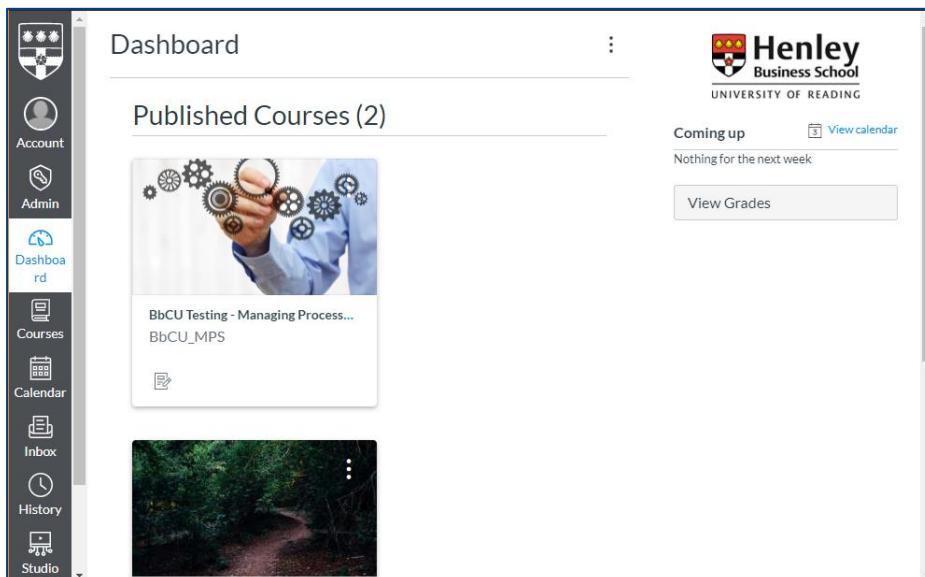 Account
Admin
Dashboa
rd
Courses
Calendar
Inbox
History
Studio
Dashboard
Published Courses (2)
BbCU Testing - Managing Process...
BbCU_MPS
Henley
Business School
UNIVERSITY OF READING
Coming up
3
View calendar
Nothing for the next week
View Grades